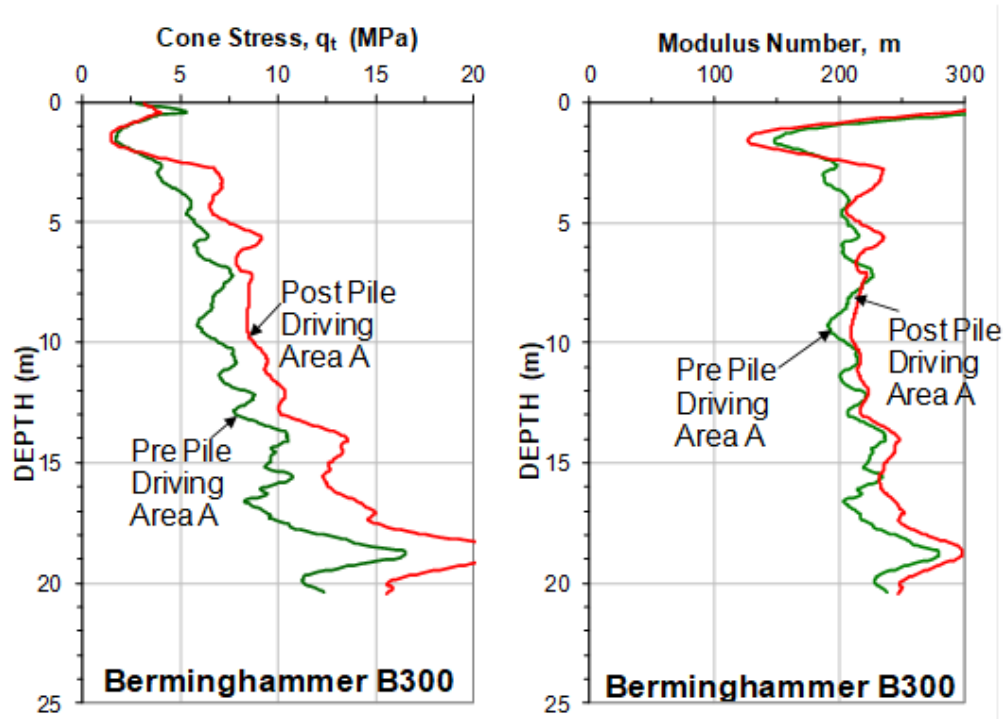 Cone Stress, qt (MPa)
0 5 10 15 20
0
5
10
15
20
25
DEPTH (m)
Post Pile
Driving
Area A
Pre Pile
Driving
Area A
Berminghammer B300
Modulus Number, m
0 100 200 300
0
5
10
15
20
25
DEPTH (m)
Pre Pile
Driving
Area A
Post Pile
Driving
Area A
Berminghammer B300